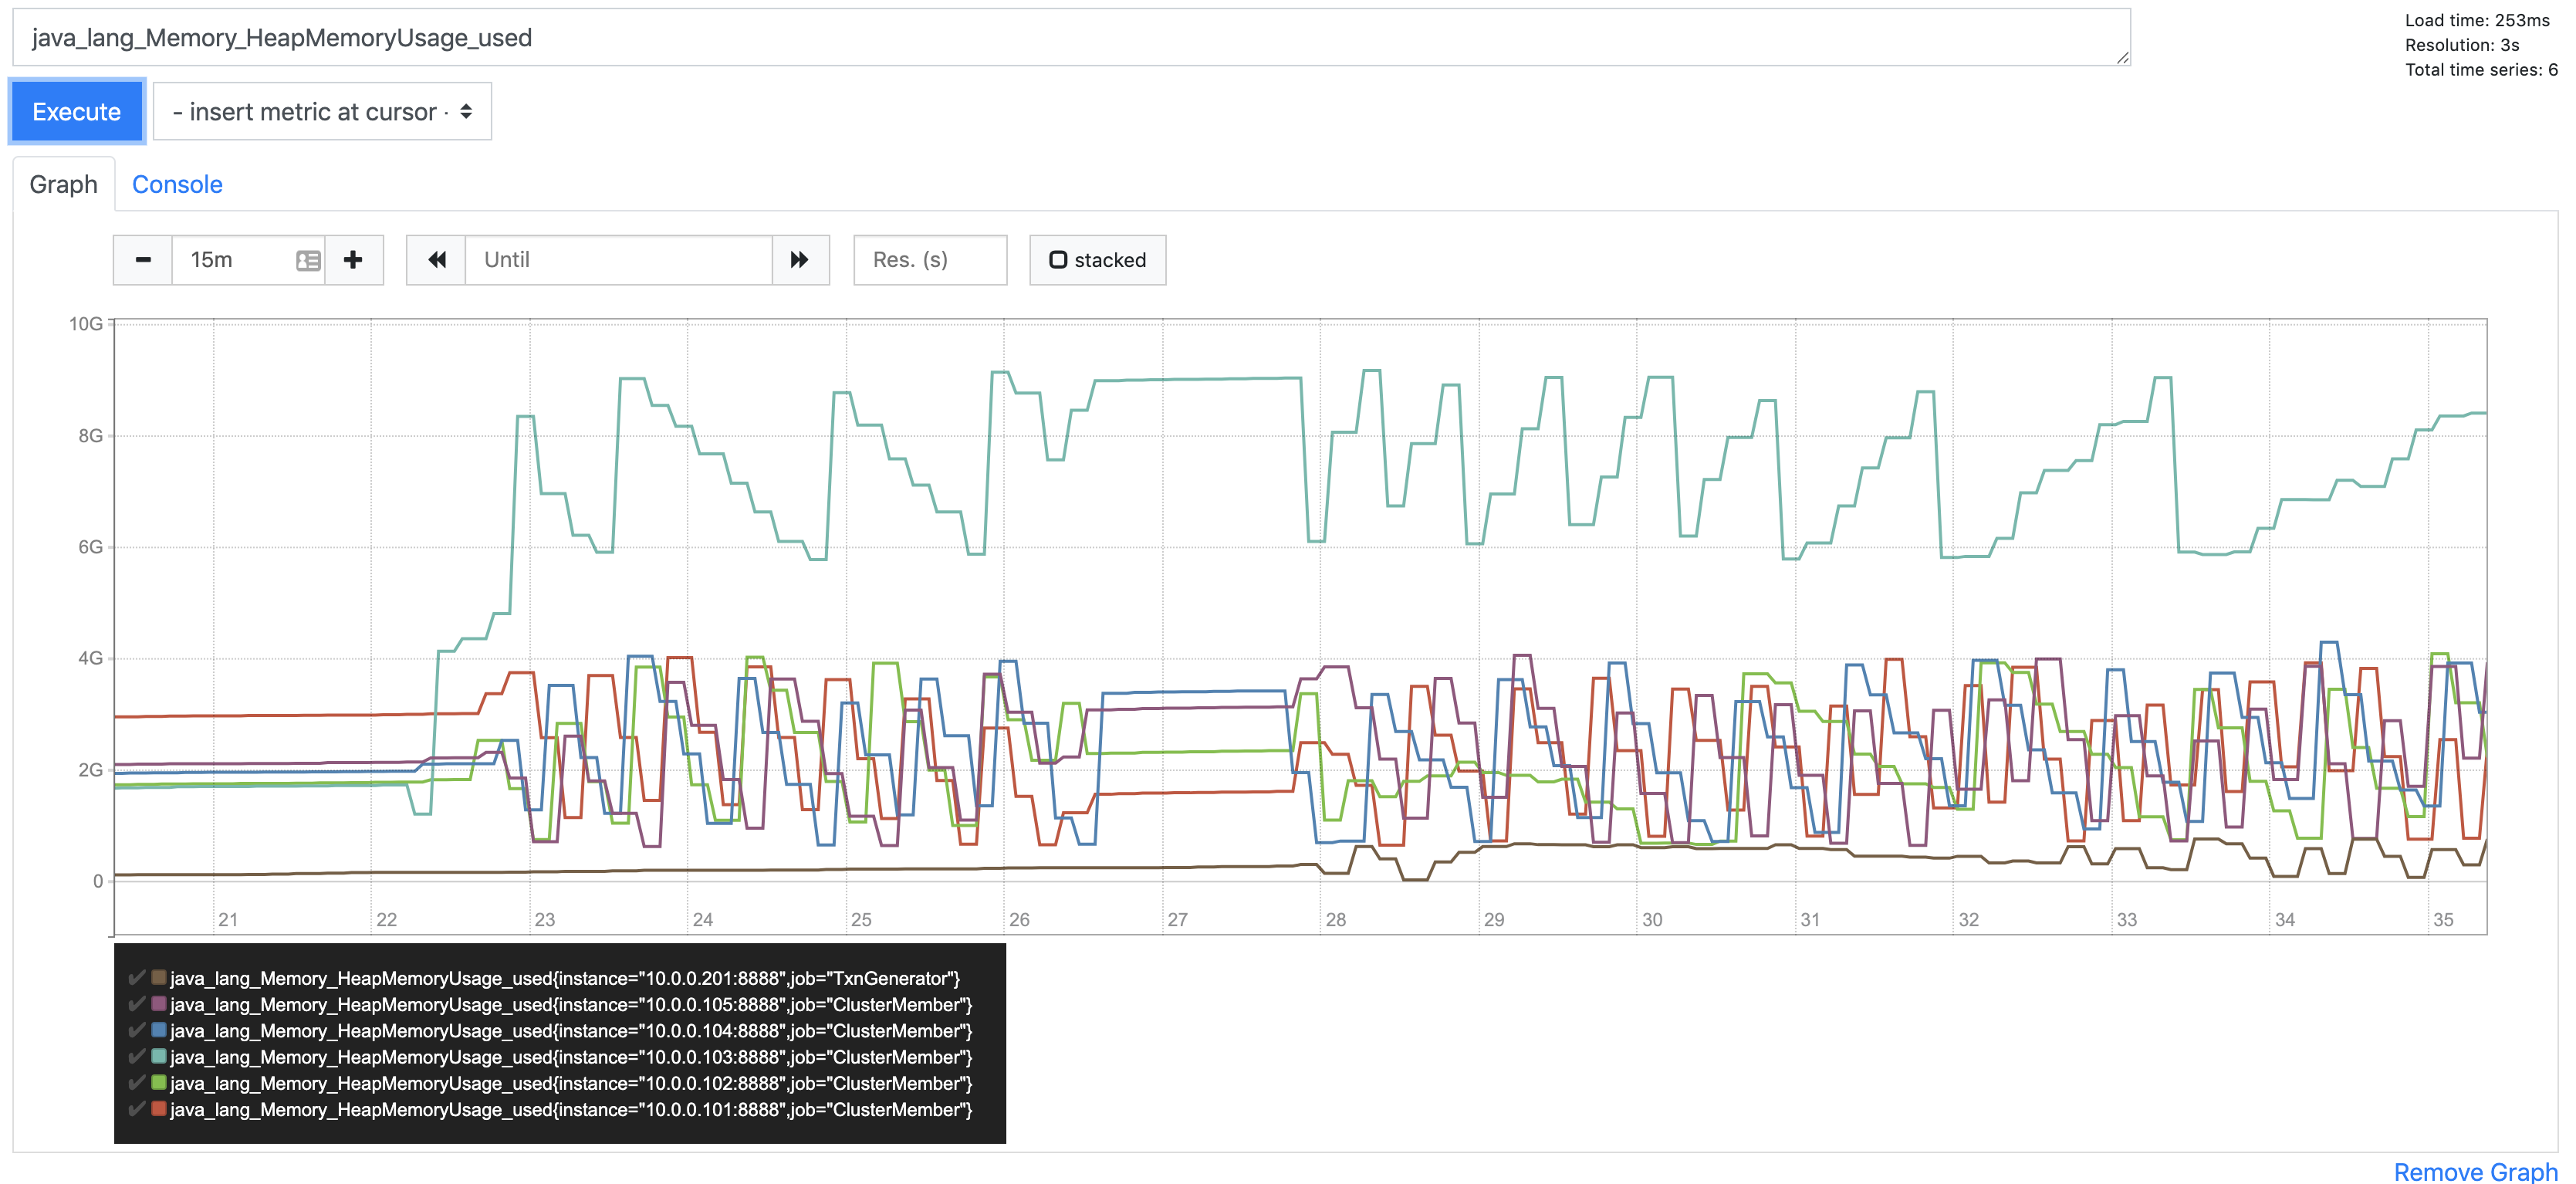 java_lang_Memory_HeapMemoryUsage_used
Load time: 253ms
Resolution: 3s
Total time series: 6
Execute
- insert metric at cursor -
Graph
Console
15m
Until
Res. (s)
stacked
10G
8G
6G
4G
2G
0
21 22 23 24 25 26 27 28 29 30 31 32 33 34 35
java_lang_Memory_HeapMemoryUsage_used{instance="10.0.0.201:8888",job="TxnGenerator"}
java_lang_Memory_HeapMemoryUsage_used{instance="10.0.0.105:8888",job="ClusterMember"}
java_lang_Memory_HeapMemoryUsage_used{instance="10.0.0.104:8888",job="ClusterMember"}
java_lang_Memory_HeapMemoryUsage_used{instance="10.0.0.103:8888",job="ClusterMember"}
java_lang_Memory_HeapMemoryUsage_used{instance="10.0.0.102:8888",job="ClusterMember"}
java_lang_Memory_HeapMemoryUsage_used{instance="10.0.0.101:8888",job="ClusterMember"}
Remove Graph